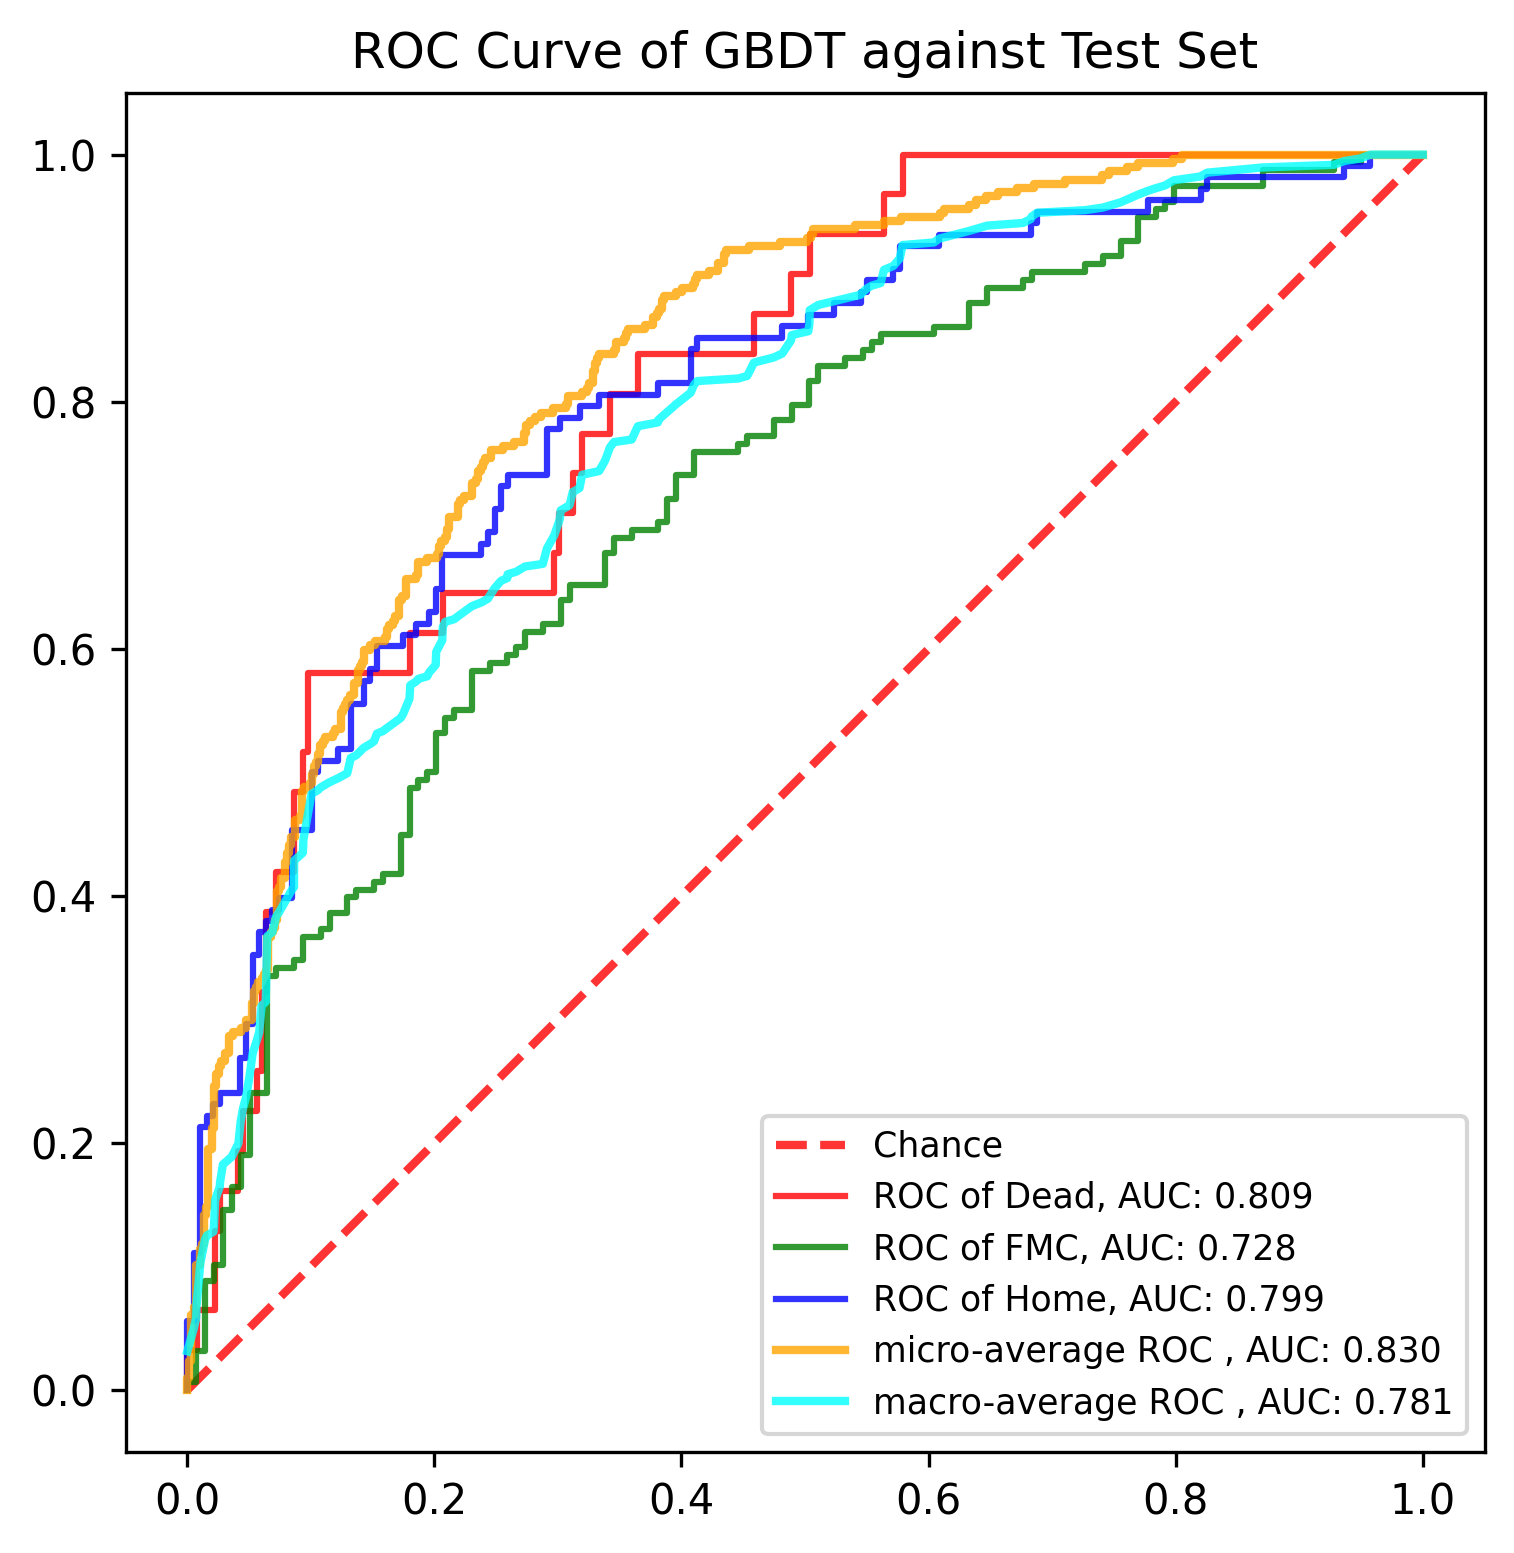 ROC Curve of GBDT against Test Set
1.0
0.8
0.6
0.4
0.2
0.0
Chance
ROC of Dead, AUC: 0.809
ROC of FMC, AUC: 0.728
ROC of Home, AUC: 0.799
micro-average ROC , AUC: 0.830
macro-average ROC , AUC: 0.781
0.0 0.2 0.4 0.6 0.8 1.0